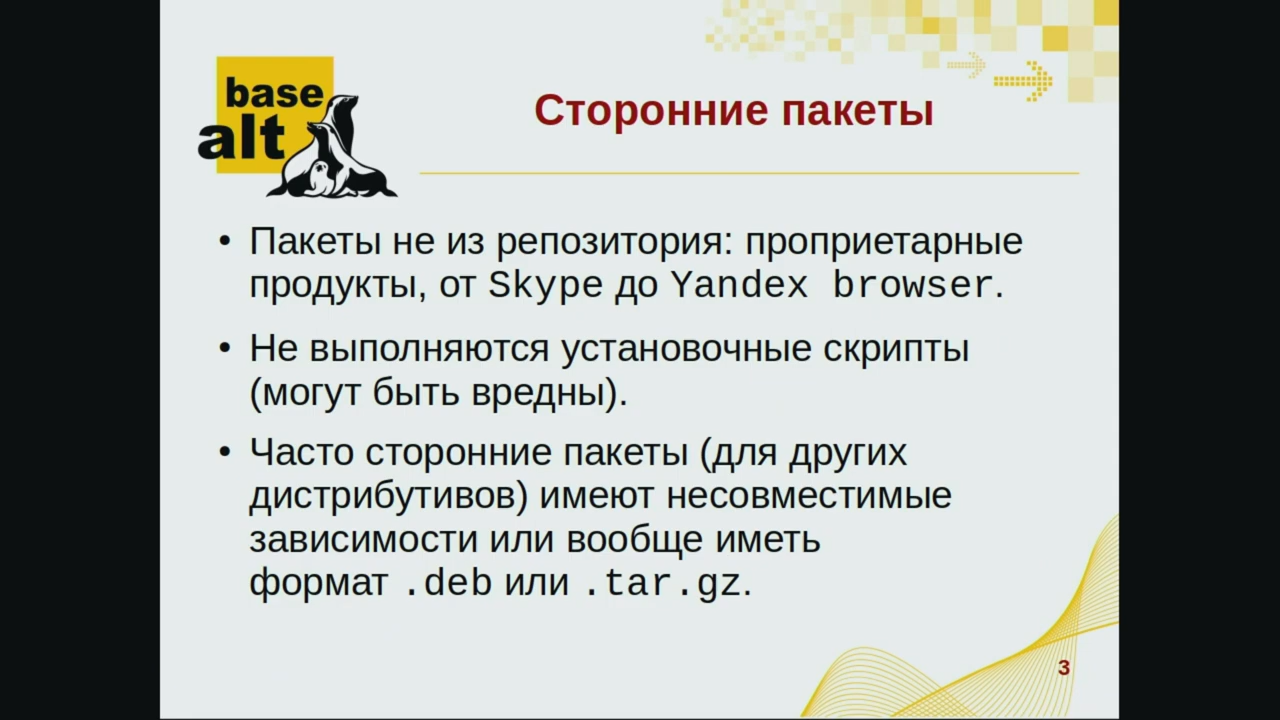 base
alt
Сторонние пакеты
• Пакеты не из репозитория: проприетарные
продукты, от Skype до Yandex browser.
• Не выполняются установочные скрипты
(могут быть вредны).
• Часто сторонние пакеты (для других
дистрибутивов) имеют несовместимые
зависимости или вообще иметь
формат .deb или .tar.gz.
3